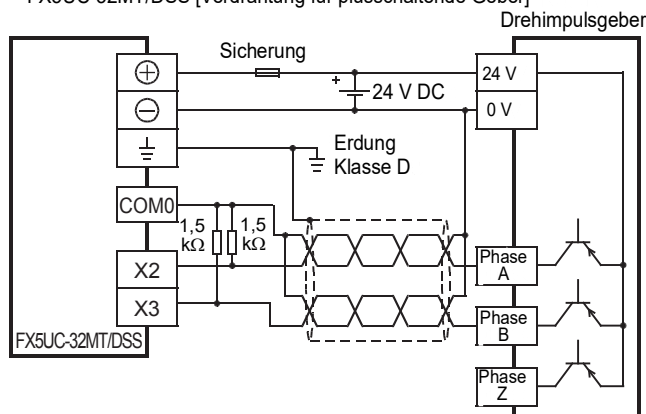 FX5UC-32MT/DSS [Verdrahtung für plusschaltende Geber]
Drehimpulsgeber
Sicherung
24 V
+
24 V DC
0 V
Erdung
Klasse D
COM0
1,5
kΩ
1,5
kΩ
X2
Phase
A
X3
Phase
B
FX5UC-32MT/DSS
Phase
Z